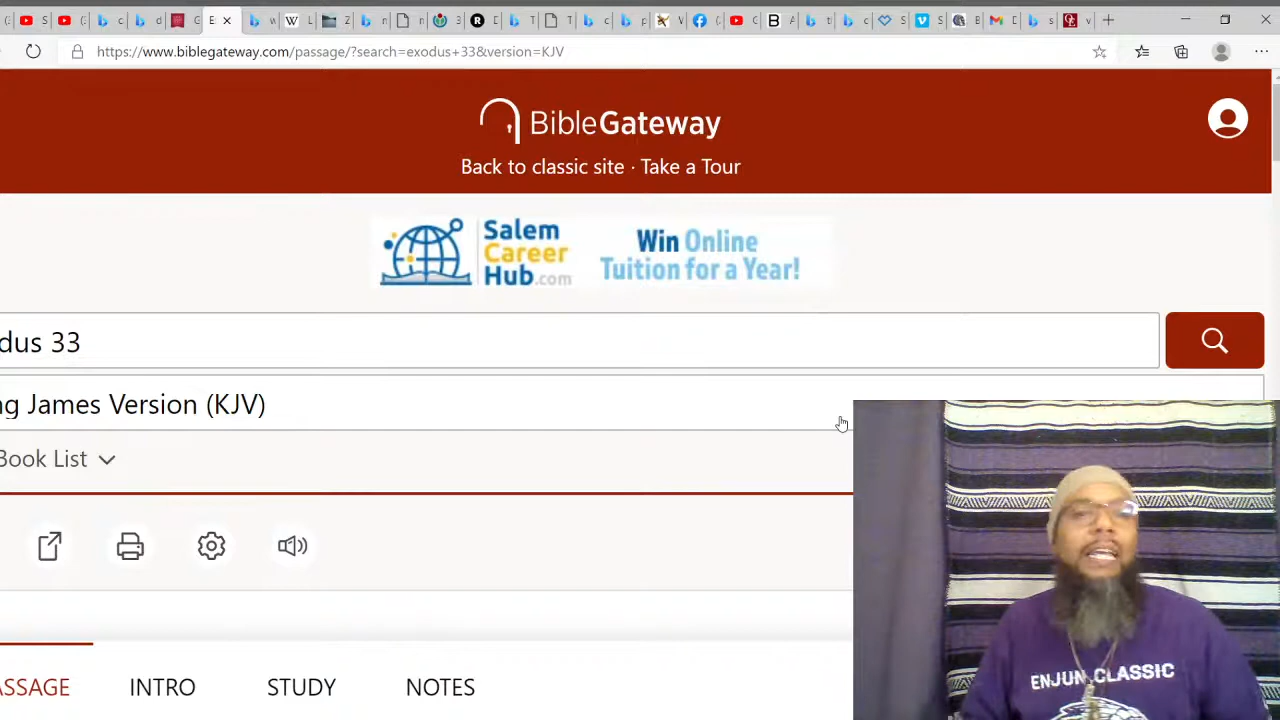 https://www.biblegateway.com/passage/?search=exodus+33&version=KJV
BibleGateway
Back to classic site · Take a Tour
Salem
Career
Hub.com
Win Online
Tuition for a Year!
dus 33
ng James Version (KJV)
Book List
ASSAGE
INTRO
STUDY
NOTES
ENJUN CLASSIC